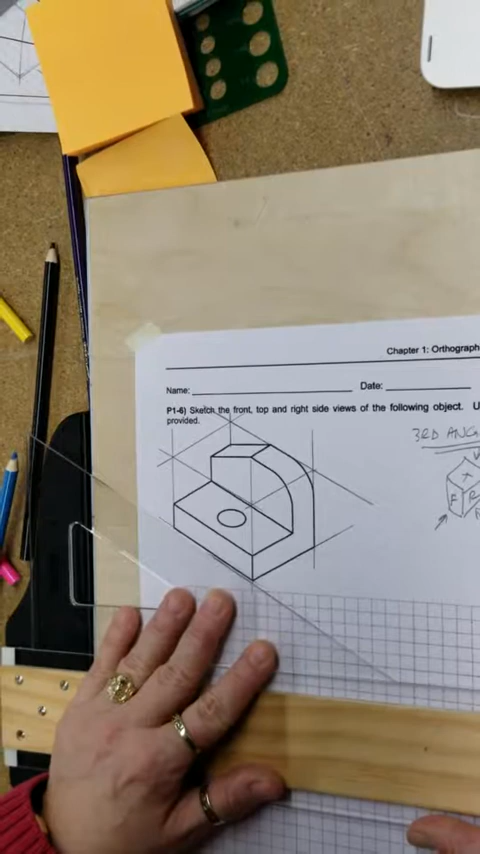 Chapter 1: Orthograph
Name: Date:
P1-6) Sketch the front, top and right side views of the following object. U
provided.
3RD ANG
T
F R